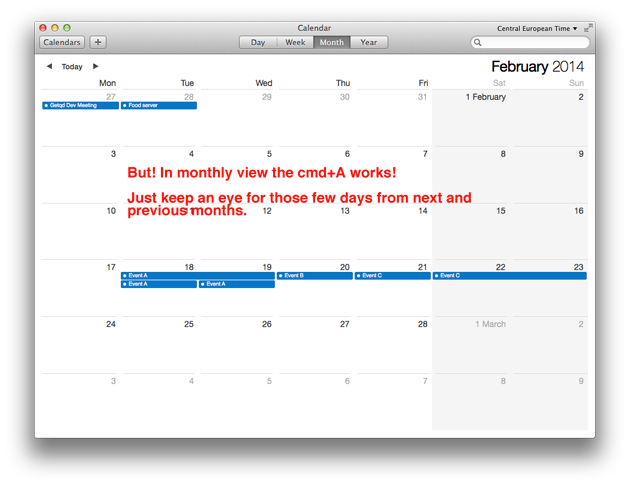 Calendar
Central European Time
Calendars + Day Week Month Year
Today
February 2014
Mon Tue Wed Thu Fri Sat Sun
27 28 29 30 31 1 February 2
Getqd Dev Meeting Food server
3 4 5 6 7 8 9
But! In monthly view the cmd+A works!
Just keep an eye for those few days from next and
previous months.
10 11 12 13 14 15 16
17 18 19 20 21 22 23
Event A Event B Event C Event C
Event A Event A
24 25 26 27 28 1 March 2
3 4 5 6 7 8 9